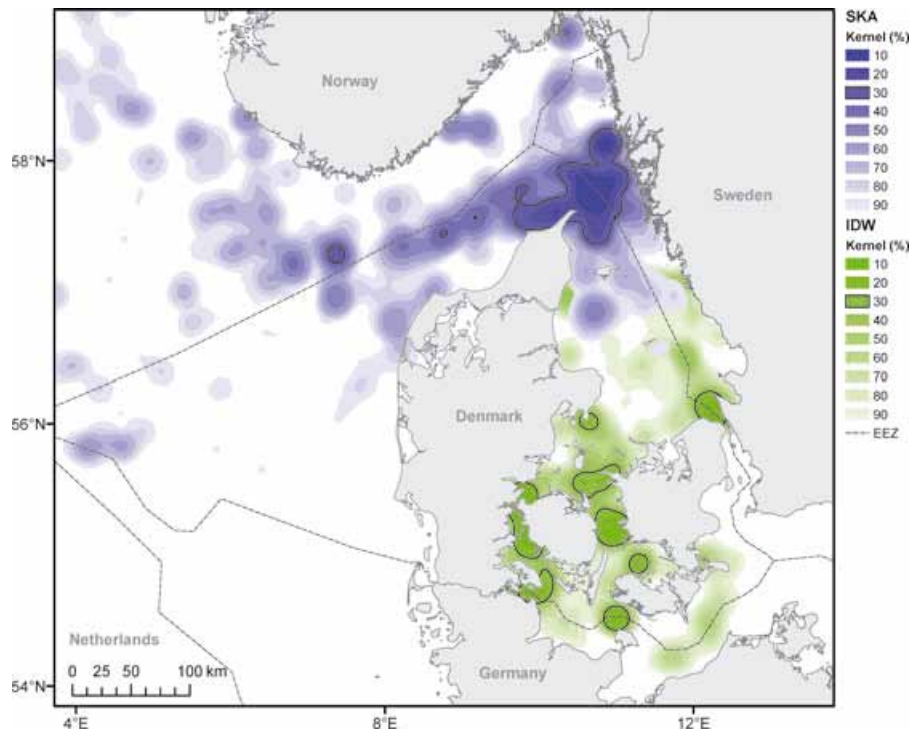 Norway
Sweden
Denmark
Netherlands
Germany
58°N
56°N
54°N
4°E
8°E
12°E
0 25 50 100 km
SKA
Kernel (%)
10
20
30
40
50
60
70
80
90
IDW
Kernel (%)
10
20
30
40
50
60
70
80
90
EEZ